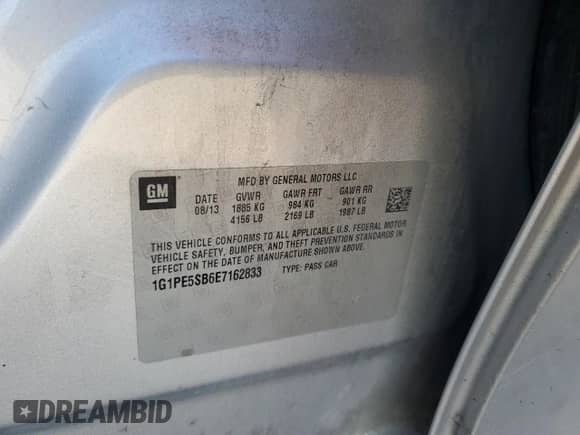 GM
MFD BY GENERAL MOTORS LLC
DATE GVWR GAWR FRT GAWR RR
08/13 1885 KG 984 KG 901 KG
4156 LB 2169 LB 1987 LB
THIS VEHICLE CONFORMS TO ALL APPLICABLE U.S. FEDERAL MOTOR
VEHICLE SAFETY, BUMPER, AND THEFT PREVENTION STANDARDS IN
EFFECT ON THE DATE OF MANUFACTURE SHOWN ABOVE.
1G1PE5SB6E7162833 TYPE: PASS CAR
DREAMBID